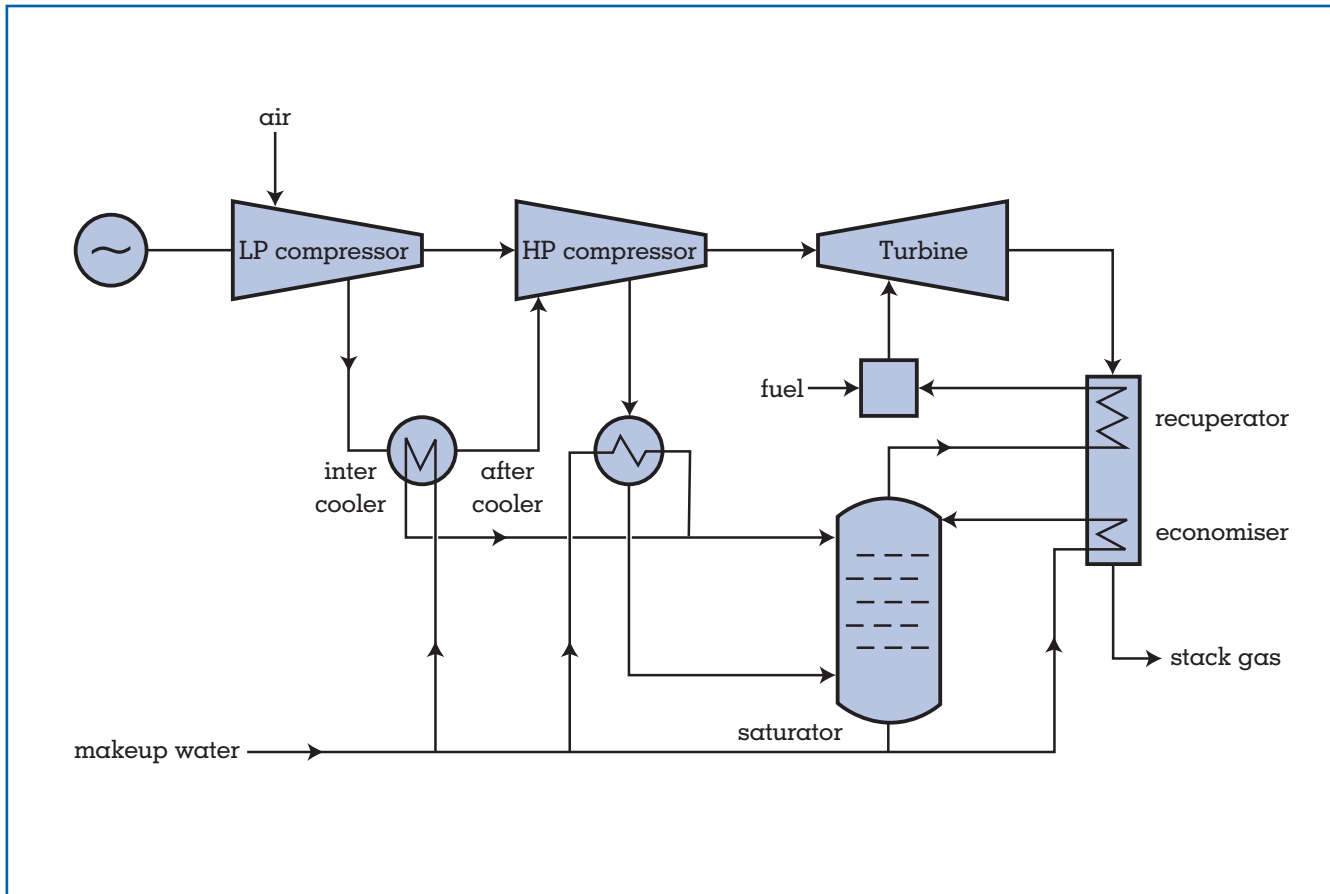 air
LP compressor
HP compressor
Turbine
fuel
recuperator
inter
cooler
after
cooler
economiser
stack gas
saturator
makeup water